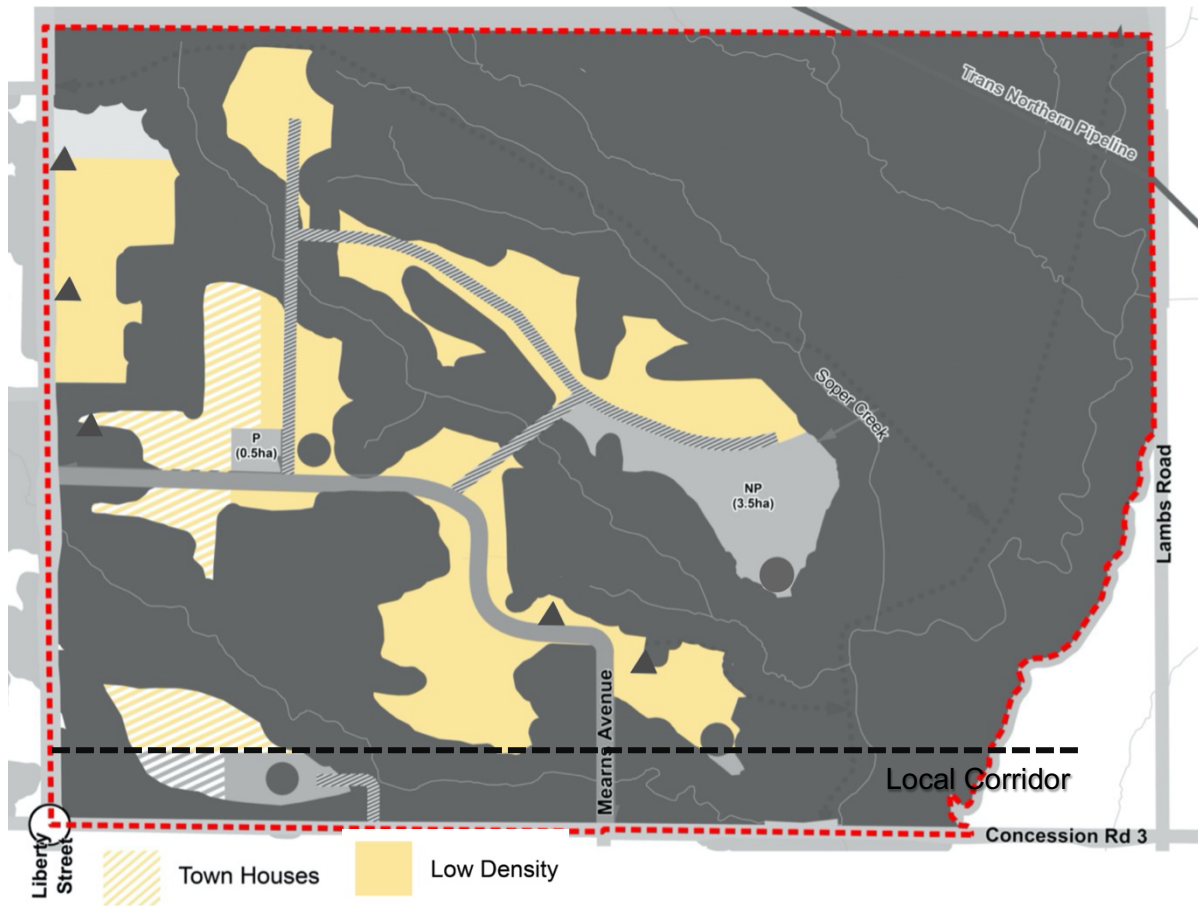 Trans Northern Pipeline
Soper Creek
P
(0.5ha)
NP
(3.5ha)
Lambs Road
Mearns Avenue
Local Corridor
Concession Rd 3
Liberty
Street
Town Houses
Low Density